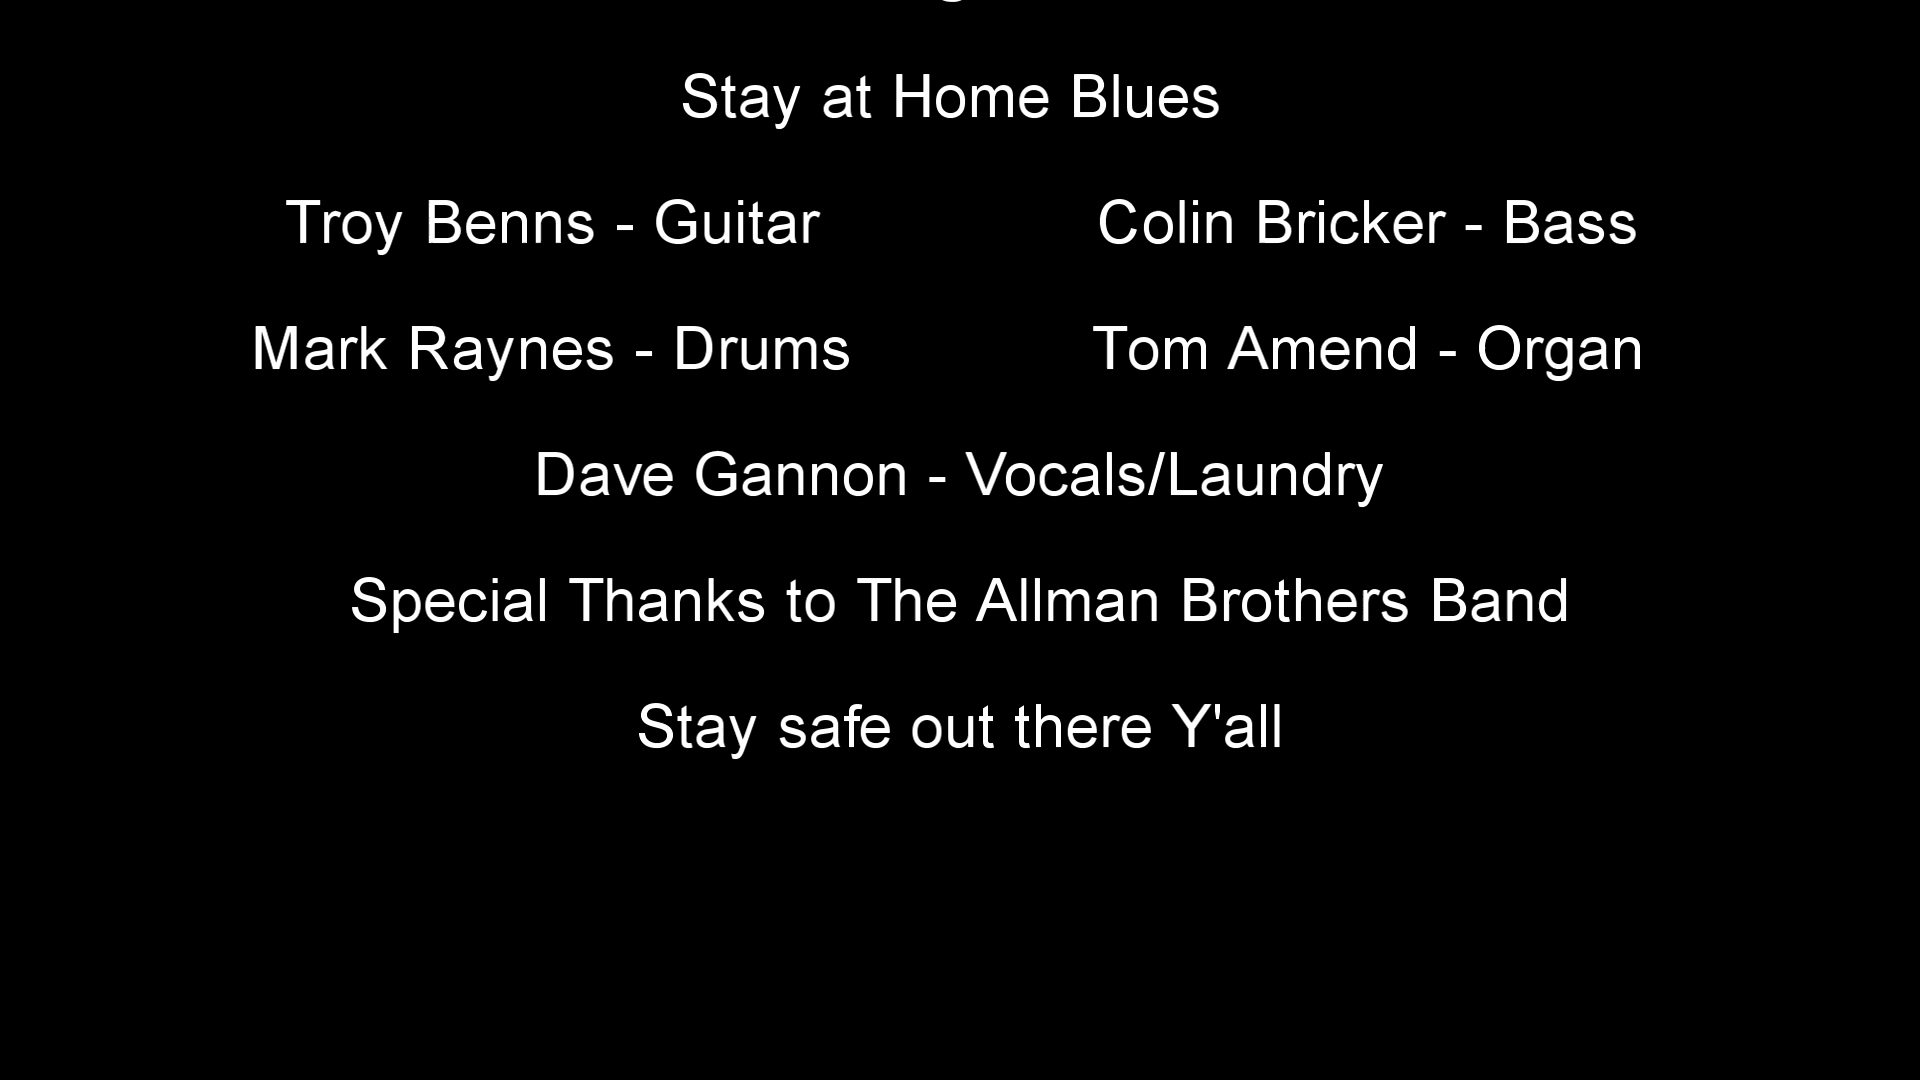 Stay at Home Blues
Troy Benns - Guitar
Colin Bricker - Bass
Mark Raynes - Drums
Tom Amend - Organ
Dave Gannon - Vocals/Laundry
Special Thanks to The Allman Brothers Band
Stay safe out there Y'all